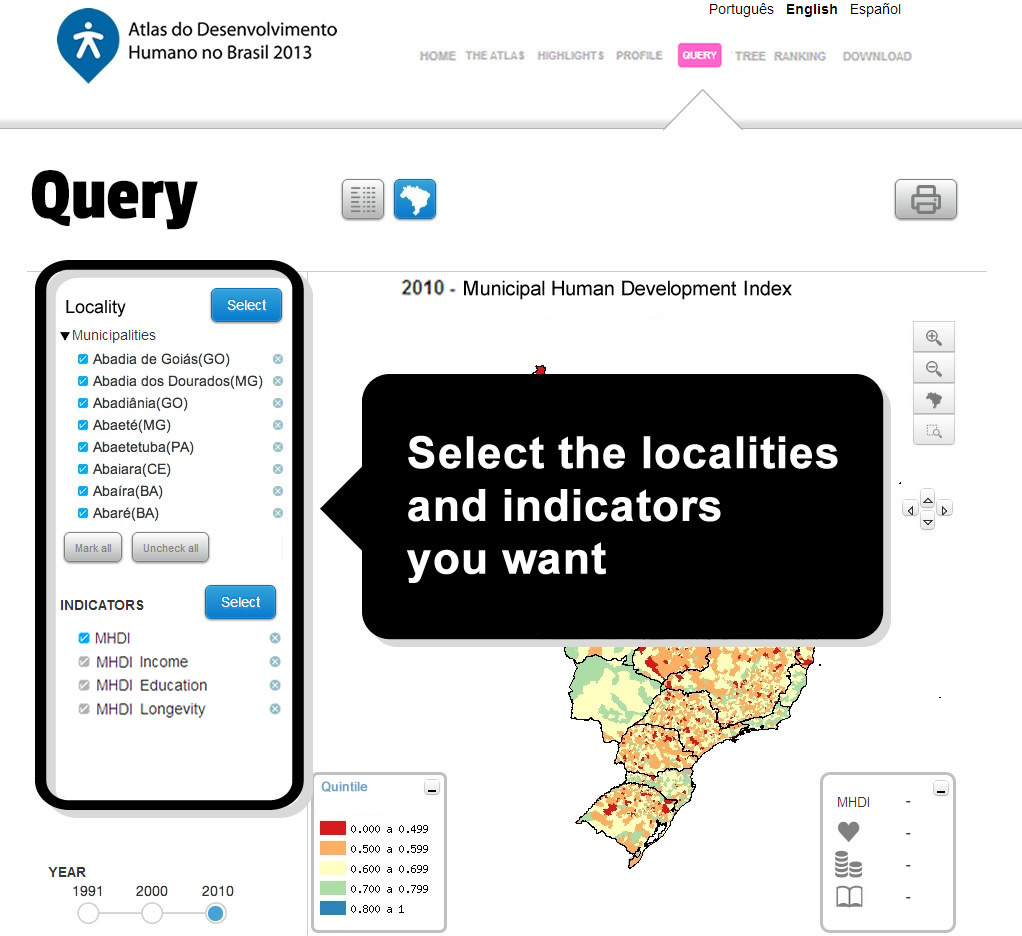 Português English Español
Atlas do Desenvolvimento
Humano no Brasil 2013
HOME THE ATLAS HIGHLIGHTS PROFILE QUERY TREE RANKING DOWNLOAD
Query
2010 - Municipal Human Development Index
Locality Select
Municipalities
Abadia de Goiás(GO)
Abadia dos Dourados(MG)
Abadiânia(GO)
Abaeté(MG)
Abaetetuba(PA)
Abaiara(CE)
Abaíra(BA)
Abaré(BA)
Mark all Uncheck all
INDICATORS Select
MHDI
MHDI Income
MHDI Education
MHDI Longevity
Select the localities
and indicators
you want
Quintile
0.000 a 0.499
0.500 a 0.599
0.600 a 0.699
0.700 a 0.799
0.800 a 1
MHDI -
-
-
-
YEAR
1991 2000 2010